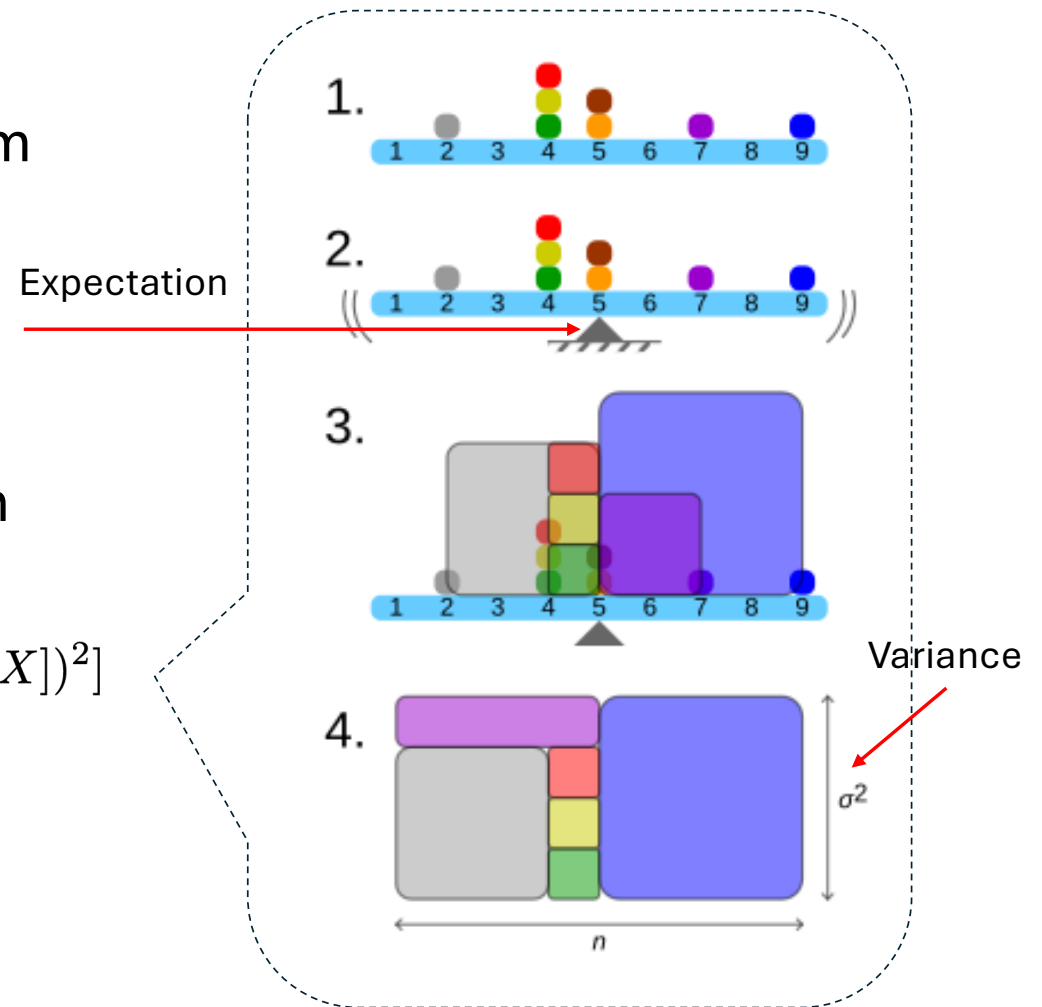 m
1.
1 2 3 4 5 6 7 8 9
2.
Expectation
1 2 3 4 5 6 7 8 9
3.
n
1 2 3 4 5 6 7 8 9
X])²]
Variance
4.
σ²
n